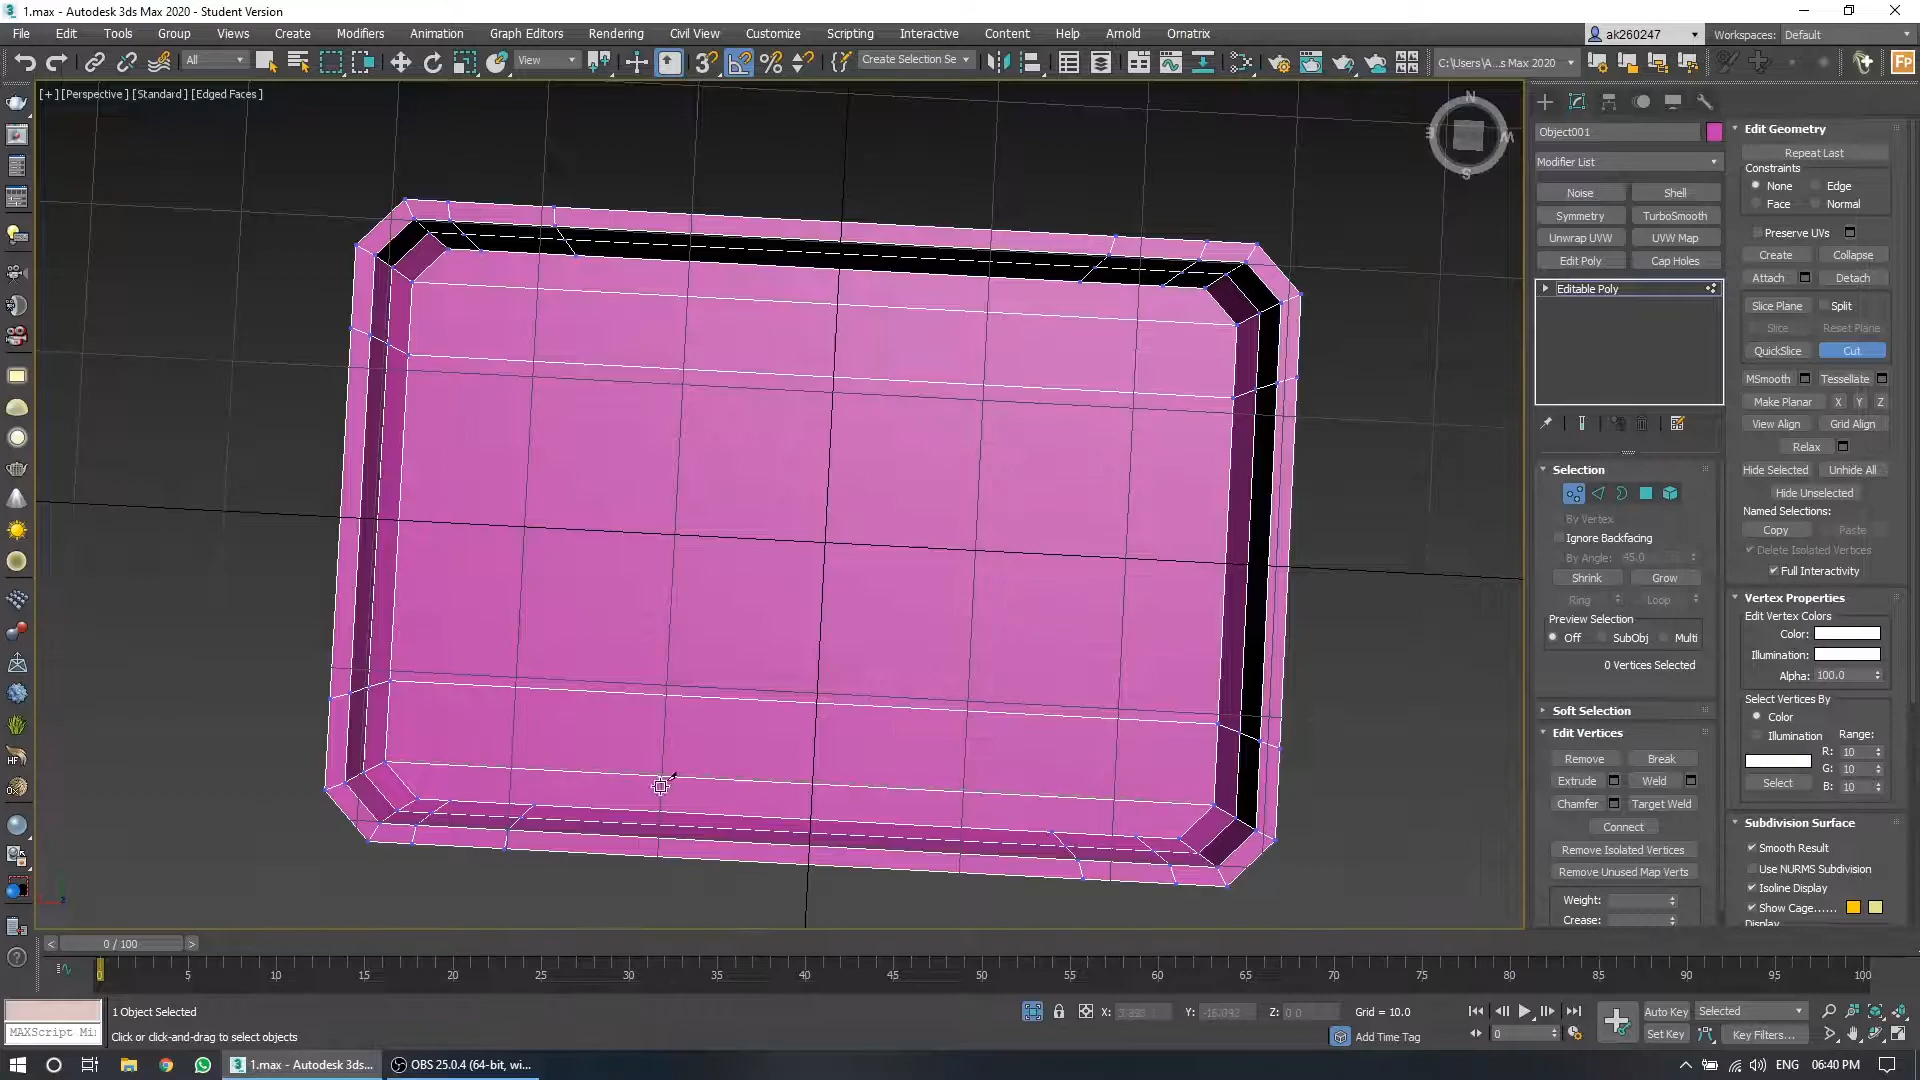 1.max - Autodesk 3ds Max 2020 - Student Version
File Edit Tools Group Views Create Modifiers Animation Graph Editors Rendering Civil View Customize Scripting Interactive Content Help Arnold Ornatrix
ak260247 Workspaces: Default
All View Create Selection Se C:\Users\A...s Max 2020
[+] [Perspective ] [Standard ] [Edged Faces ]
N
W
S
Object001
Modifier List
Noise Shell
Symmetry TurboSmooth
Unwrap UVW UVW Map
Edit Poly Cap Holes
Editable Poly
Selection
By Vertex
Ignore Backfacing
By Angle: 45.0
Shrink Grow
Ring Loop
Preview Selection
Off SubObj Multi
0 Vertices Selected
Soft Selection
Edit Vertices
Remove Break
Extrude Weld
Chamfer Target Weld
Connect
Remove Isolated Vertices
Remove Unused Map Verts
Weight:
Crease:
Edit Geometry
Repeat Last
Constraints
None Edge
Face Normal
Preserve UVs
Create Collapse
Attach Detach
Slice Plane Split
Slice Reset Plane
QuickSlice Cut
MSmooth Tessellate
Make Planar X Y Z
View Align Grid Align
Relax
Hide Selected Unhide All
Hide Unselected
Named Selections:
Copy Paste
Delete Isolated Vertices
Full Interactivity
Vertex Properties
Edit Vertex Colors
Color:
Illumination:
Alpha: 100.0
Select Vertices By
Color
Illumination Range:
R: 10
G: 10
B: 10
Select
Subdivision Surface
Smooth Result
Use NURMS Subdivision
Isoline Display
Show Cage......
Display
< 0 / 100 >
0 5 10 15 20 25 30 35 40 45 50 55 60 65 70 75 80 85 90 95 100
1 Object Selected
X: Y: Z: 0.0 Grid = 10.0
Auto Key Selected
MAXScript Mi
Click or click-and-drag to select objects
Add Time Tag
0
Set Key Key Filters...
1.max - Autodesk 3ds... OBS 25.0.4 (64-bit, wi...
ENG 06:40 PM